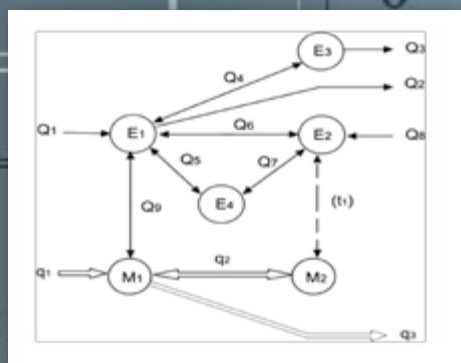 E₃
Q₃
Q₄
Q₂
Q₁
E₁
Q₆
E₂
Q₈
Q₅
Q₇
E₄
Q₉
(t₁)
q₁
M₁
q₂
M₂
q₃